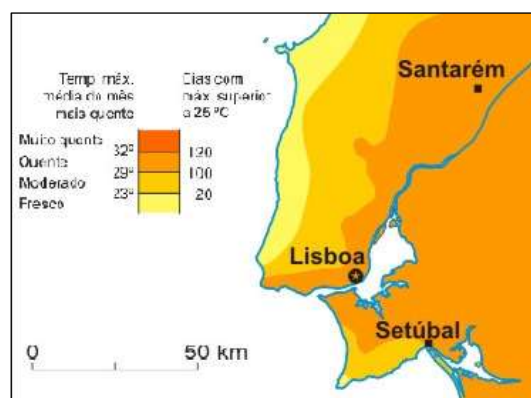 Temp. máx. média do mês mais quente
Dias com máx. superior a 25 ºC
Muito quente
32º
120
Quente
29º
100
Moderado
23º
20
Fresco
Santarém
Lisboa
Setúbal
0
50 km